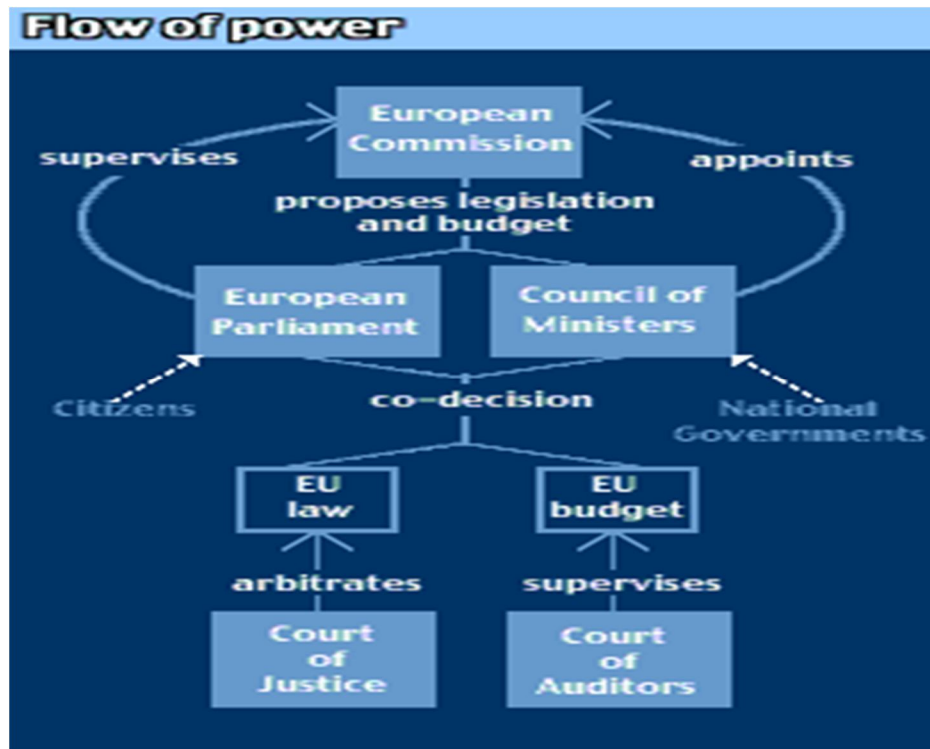 Flow of power
European
Commission
supervises
appoints
proposes legislation
and budget
European
Parliament
Council of
Ministers
Citizens
co-decision
National
Governments
EU
law
EU
budget
arbitrates
supervises
Court
of
Justice
Court
of
Auditors